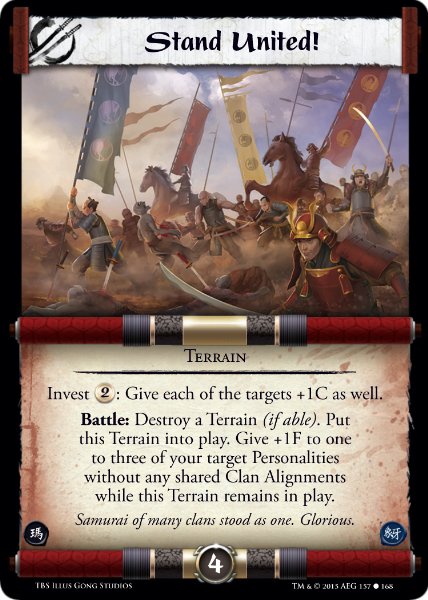 Stand United!
Terrain
Invest 2: Give each of the targets +1C as well.
Battle: Destroy a Terrain (if able). Put
this Terrain into play. Give +1F to one
to three of your target Personalities
without any shared Clan Alignments
while this Terrain remains in play.
Samurai of many clans stood as one. Glorious.
瑪
象牙
4
TBS Illus Gong Studios
TM & © 2015 AEG 157 • 168